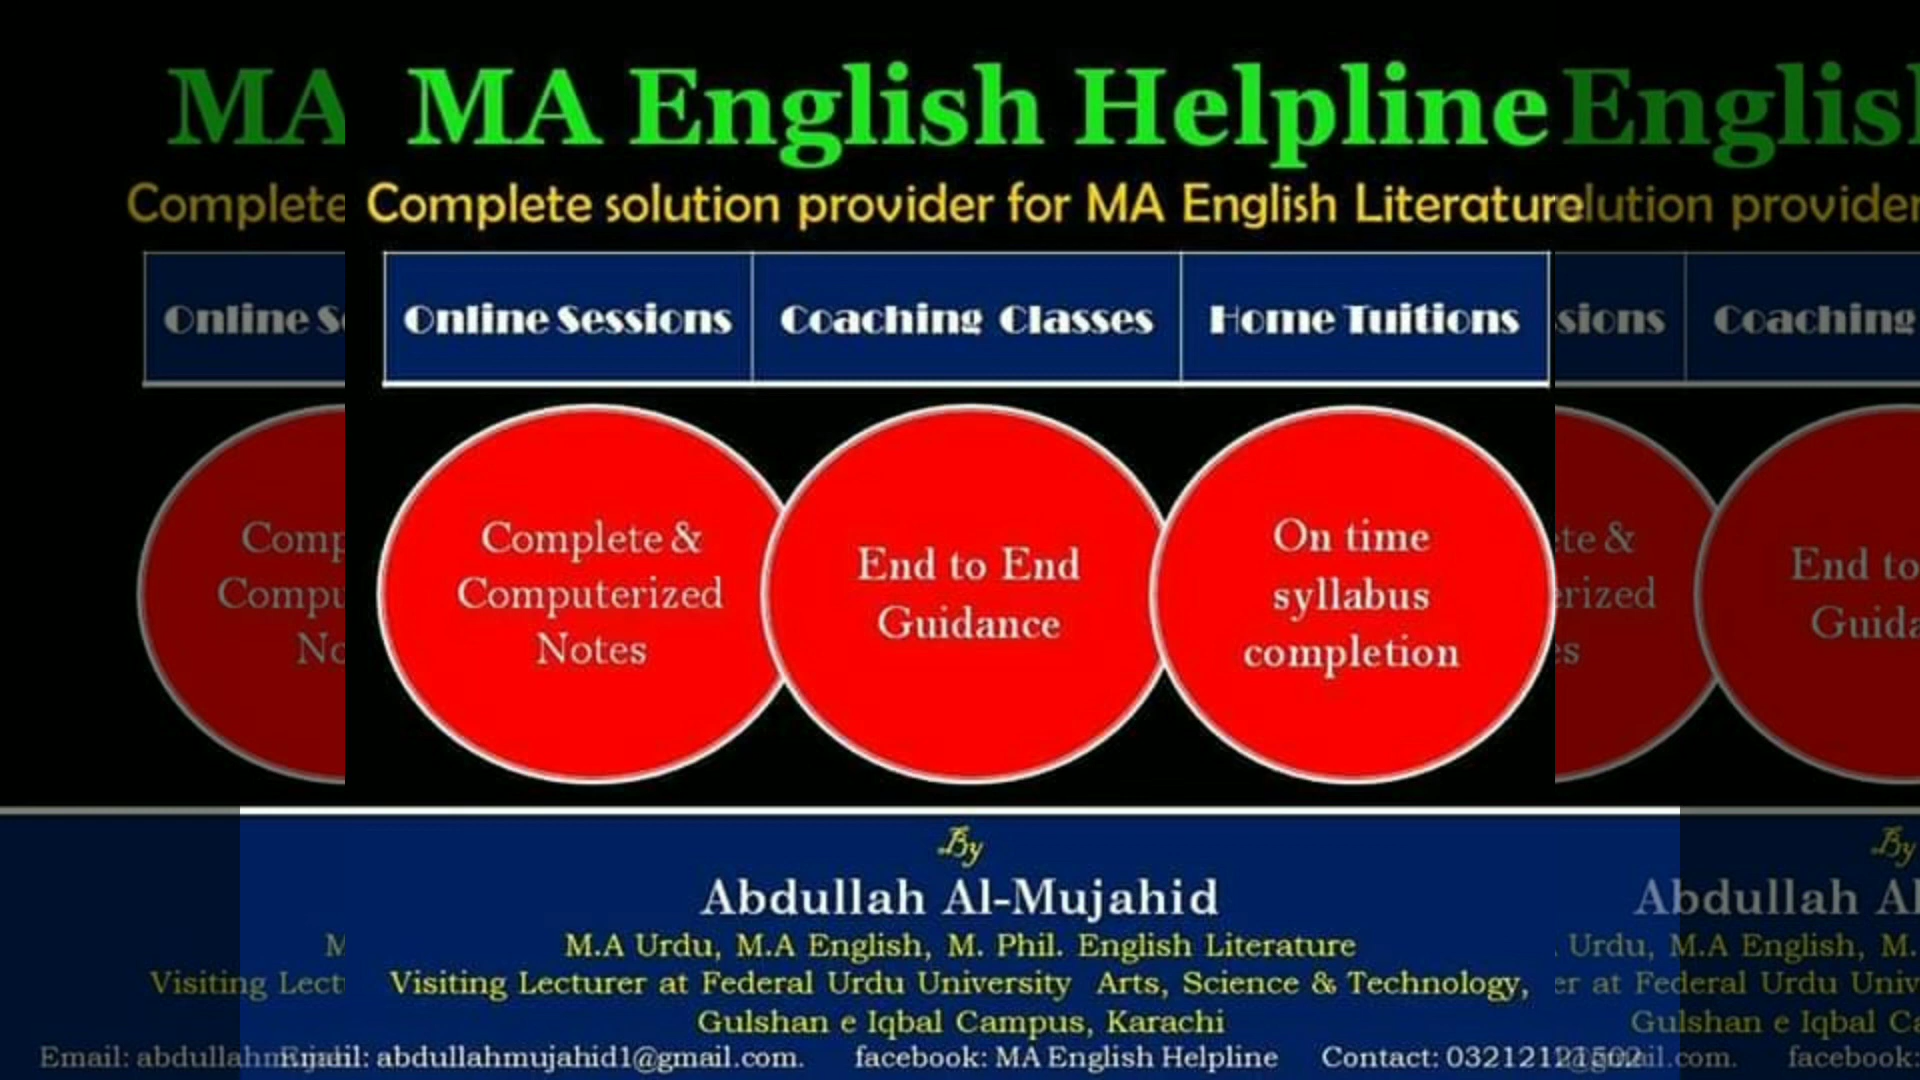 MA English Helpline
Complete solution provider for MA English Literature
Online Sessions
Coaching Classes
Home Tuitions
Complete &
Computerized
Notes
End to End
Guidance
On time
syllabus
completion
By
Abdullah Al-Mujahid
M.A Urdu, M.A English, M. Phil. English Literature
Visiting Lecturer at Federal Urdu University Arts, Science & Technology,
Gulshan e Iqbal Campus, Karachi
Email: abdullahmujahid1@gmail.com. facebook: MA English Helpline Contact: